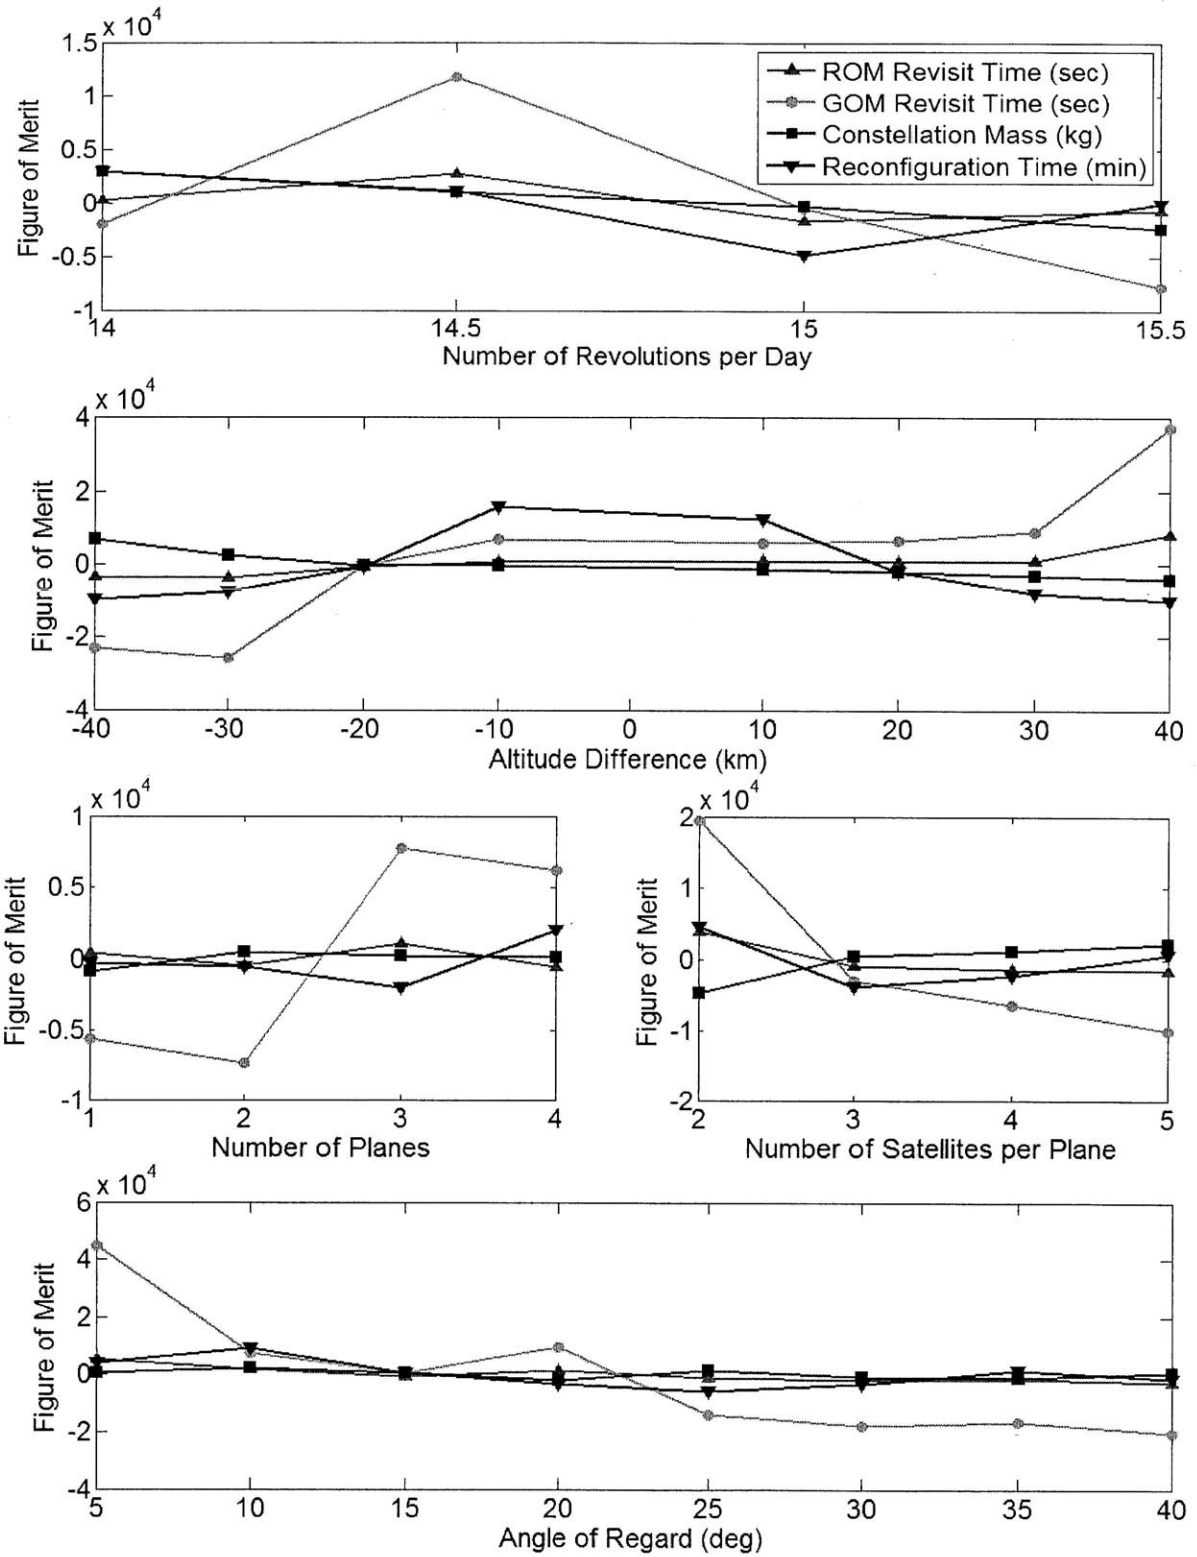 x 10^4
1.5
1
0.5
0
-0.5
-1
Figure of Merit
ROM Revisit Time (sec)
GOM Revisit Time (sec)
Constellation Mass (kg)
Reconfiguration Time (min)
14 14.5 15 15.5
Number of Revolutions per Day
x 10^4
4
2
0
-2
-4
Figure of Merit
-40 -30 -20 -10 0 10 20 30 40
Altitude Difference (km)
x 10^4
1
0.5
0
-0.5
-1
Figure of Merit
1 2 3 4
Number of Planes
x 10^4
2
1
0
-1
-2
Figure of Merit
2 3 4 5
Number of Satellites per Plane
x 10^4
6
4
2
0
-2
-4
Figure of Merit
5 10 15 20 25 30 35 40
Angle of Regard (deg)